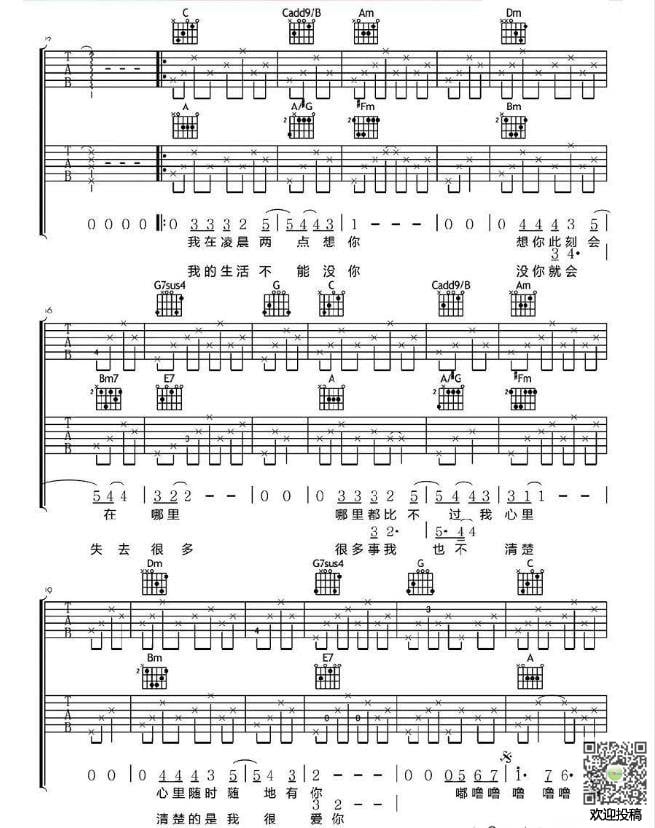 C Cadd9/B Am Dm
T A B
A A/#G #Fm Bm
T A B
0 0 0 0 0 3 3 3 2 5 5 4 4 3 1 - - 0 0 0 4 4 3 5
我在凌晨两 点想你 想你此刻会
3 4·
我的生活不 能没你 没你就会
G7sus4 G C Cadd9/B Am
16
T A B
4
Bm7 E7 A A/#G #Fm
T A B
3
5 4 4 3 2 2 - - 0 0 0 3 3 3 2 5 5 4 4 3 3 1 1 - -
在 哪里 哪里都比不 过我心里
3 2· 5· 4 4
失去很多 很多事我 也不 清楚
Dm G7sus4 G C
19
T A B
4 3
Bm E7 A
T A B
0 0
0 0 0 4 4 4 3 5 5 4 3 2 - - - 0 0 0 5 6 7 1· 7 6·
心里随时随 地有你 嘟噜噜 噜噜噜
3 2 - -
清楚的是我 很 爱你
欢迎投稿